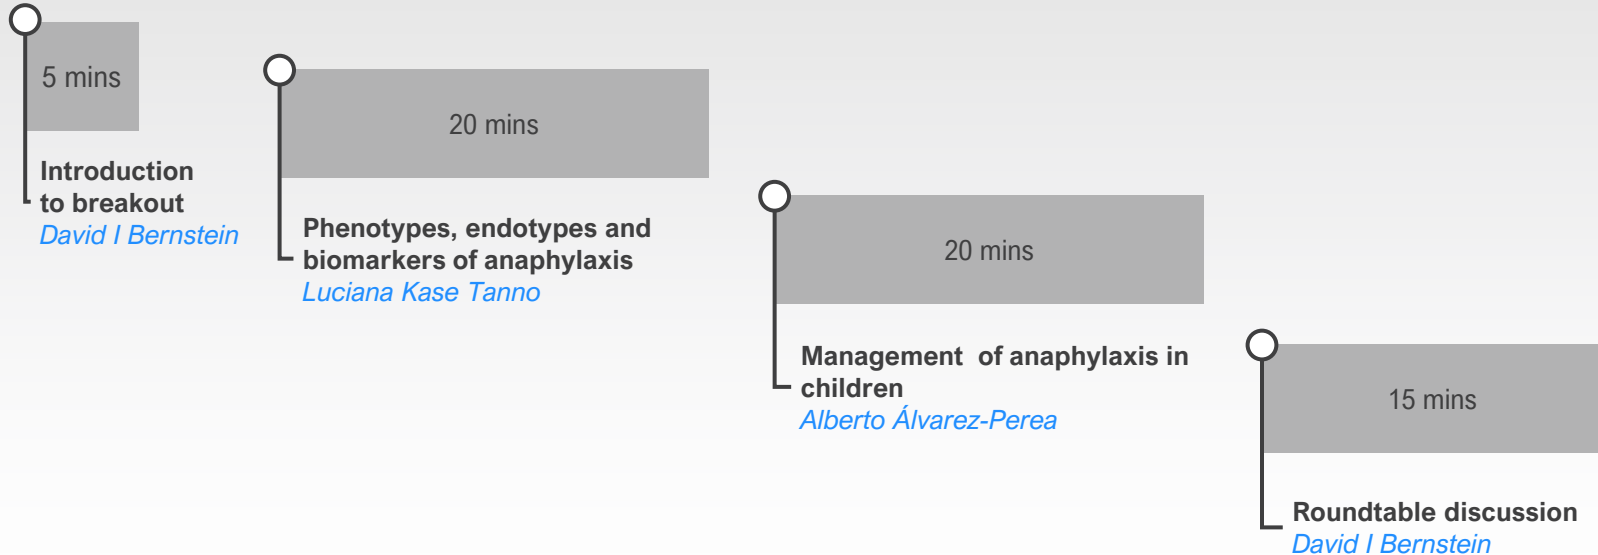 5 mins
Introduction
to breakout
David I Bernstein
20 mins
Phenotypes, endotypes and
biomarkers of anaphylaxis
Luciana Kase Tanno
20 mins
Management of anaphylaxis in
children
Alberto Álvarez-Perea
15 mins
Roundtable discussion
David I Bernstein